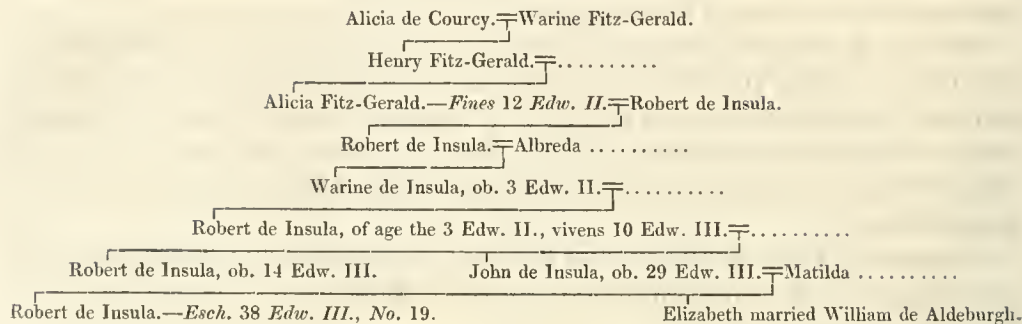 Alicia de Courcy.=Warine Fitz-Gerald.
Henry Fitz-Gerald.=..........
Alicia Fitz-Gerald.—Fines 12 Edw. II.=Robert de Insula.
Robert de Insula.=Albreda ..........
Warine de Insula, ob. 3 Edw. II.=..........
Robert de Insula, of age the 3 Edw. II., vivens 10 Edw. III.=..........
Robert de Insula, ob. 14 Edw. III. John de Insula, ob. 29 Edw. III.=Matilda ..........
Robert de Insula.—Esch. 38 Edw. III., No. 19. Elizabeth married William de Aldeburgh.